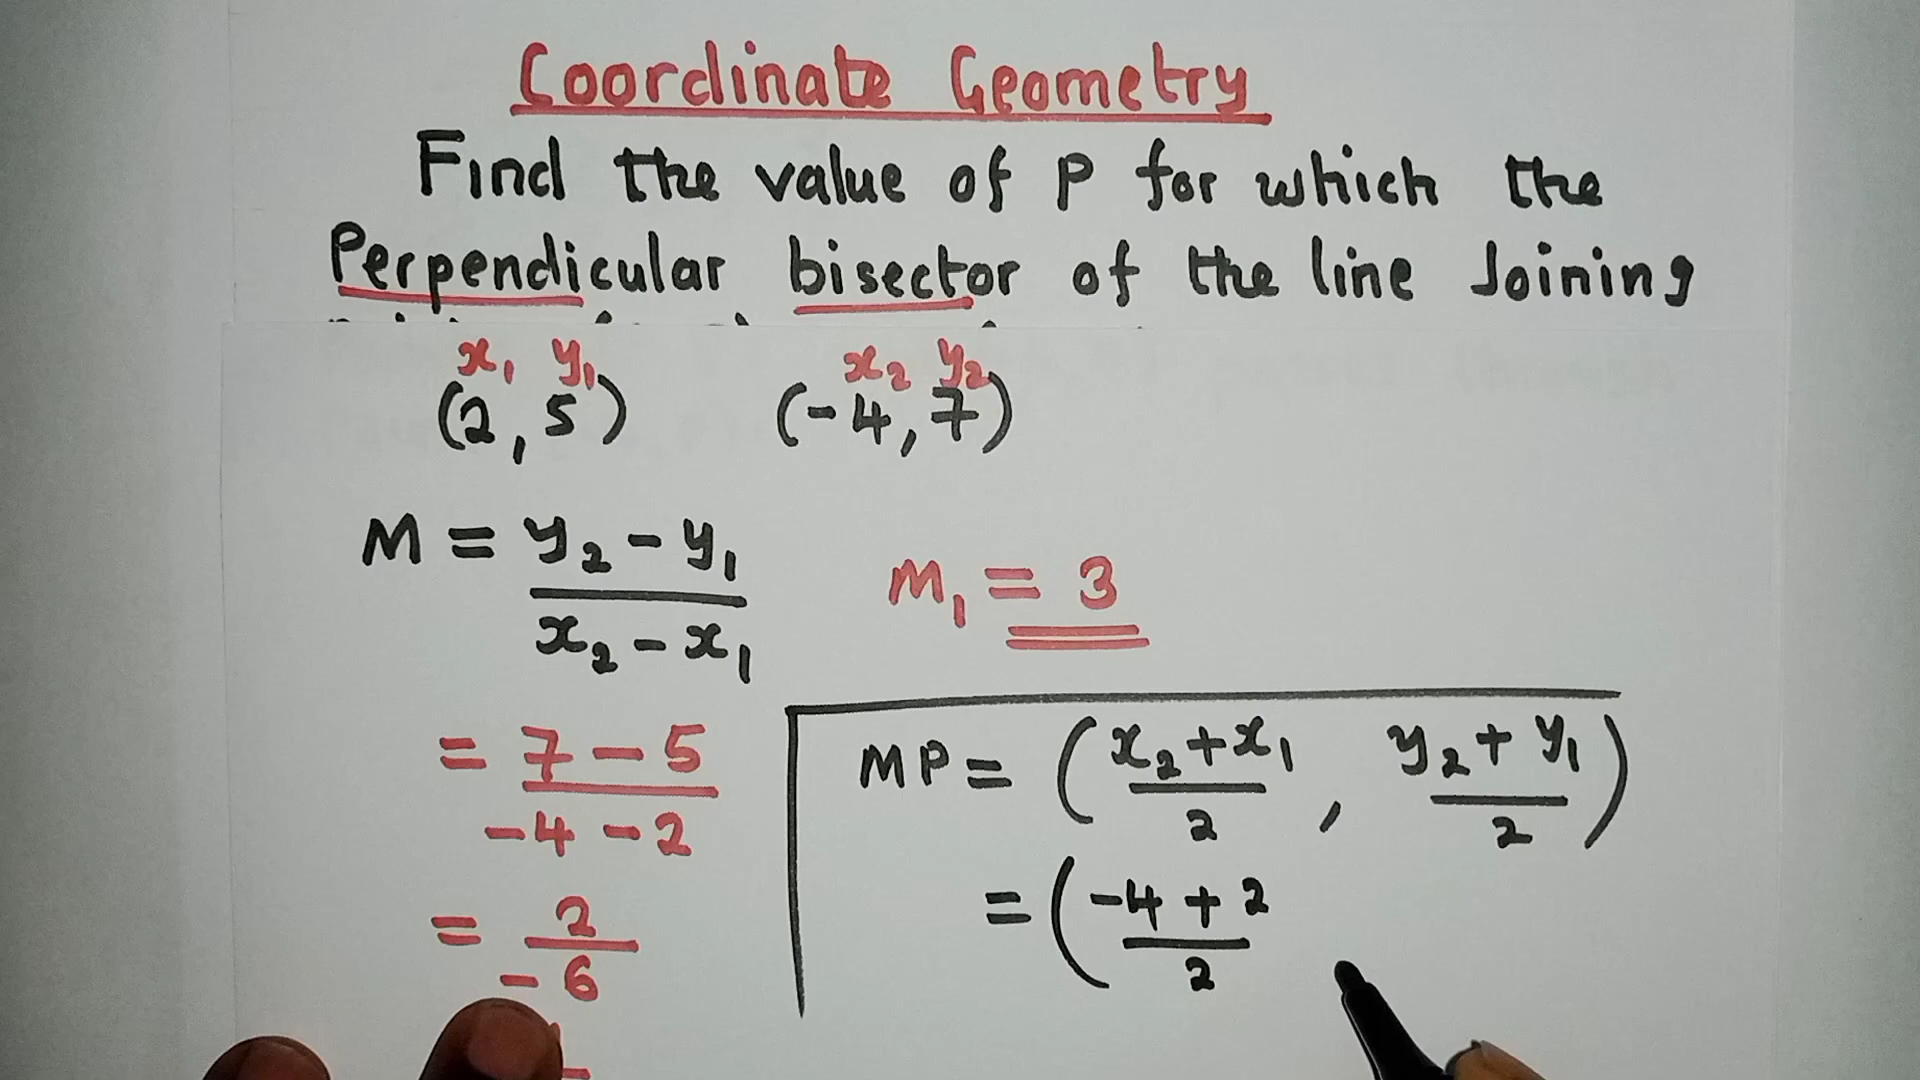 Coordinate Geometry
Find the value of P for which the
Perpendicular bisector of the line Joining
x₁ y₁ x₂ y₂
(2, 5) (-4, 7)
M = y₂ - y₁ / x₂ - x₁
M₁ = 3
= 7 - 5 / -4 - 2
= 2 / -6
MP = (x₂ + x₁ / 2 , y₂ + y₁ / 2)
= (-4 + 2 / 2